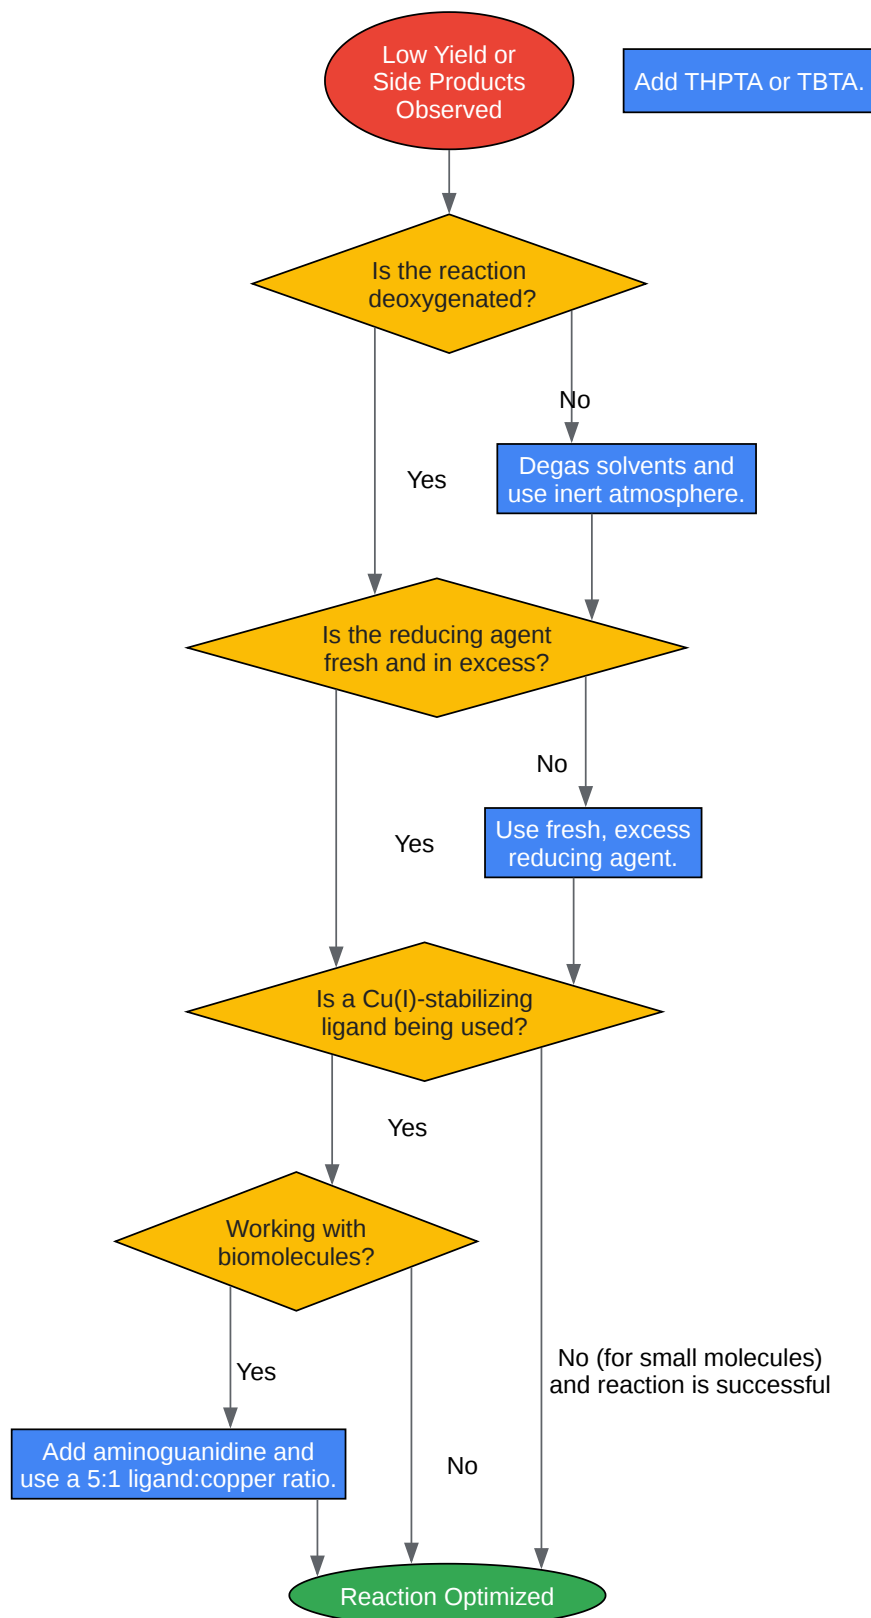 Low Yield or
Side Products
Observed
Add THPTA or TBTA.
Is the reaction
deoxygenated?
No
Yes
Degas solvents and
use inert atmosphere.
Is the reducing agent
fresh and in excess?
No
Yes
Use fresh, excess
reducing agent.
Is a Cu(I)-stabilizing
ligand being used?
Yes
Working with
biomolecules?
No (for small molecules)
and reaction is successful
Yes
Add aminoguanidine and
use a 5:1 ligand:copper ratio.
No
Reaction Optimized